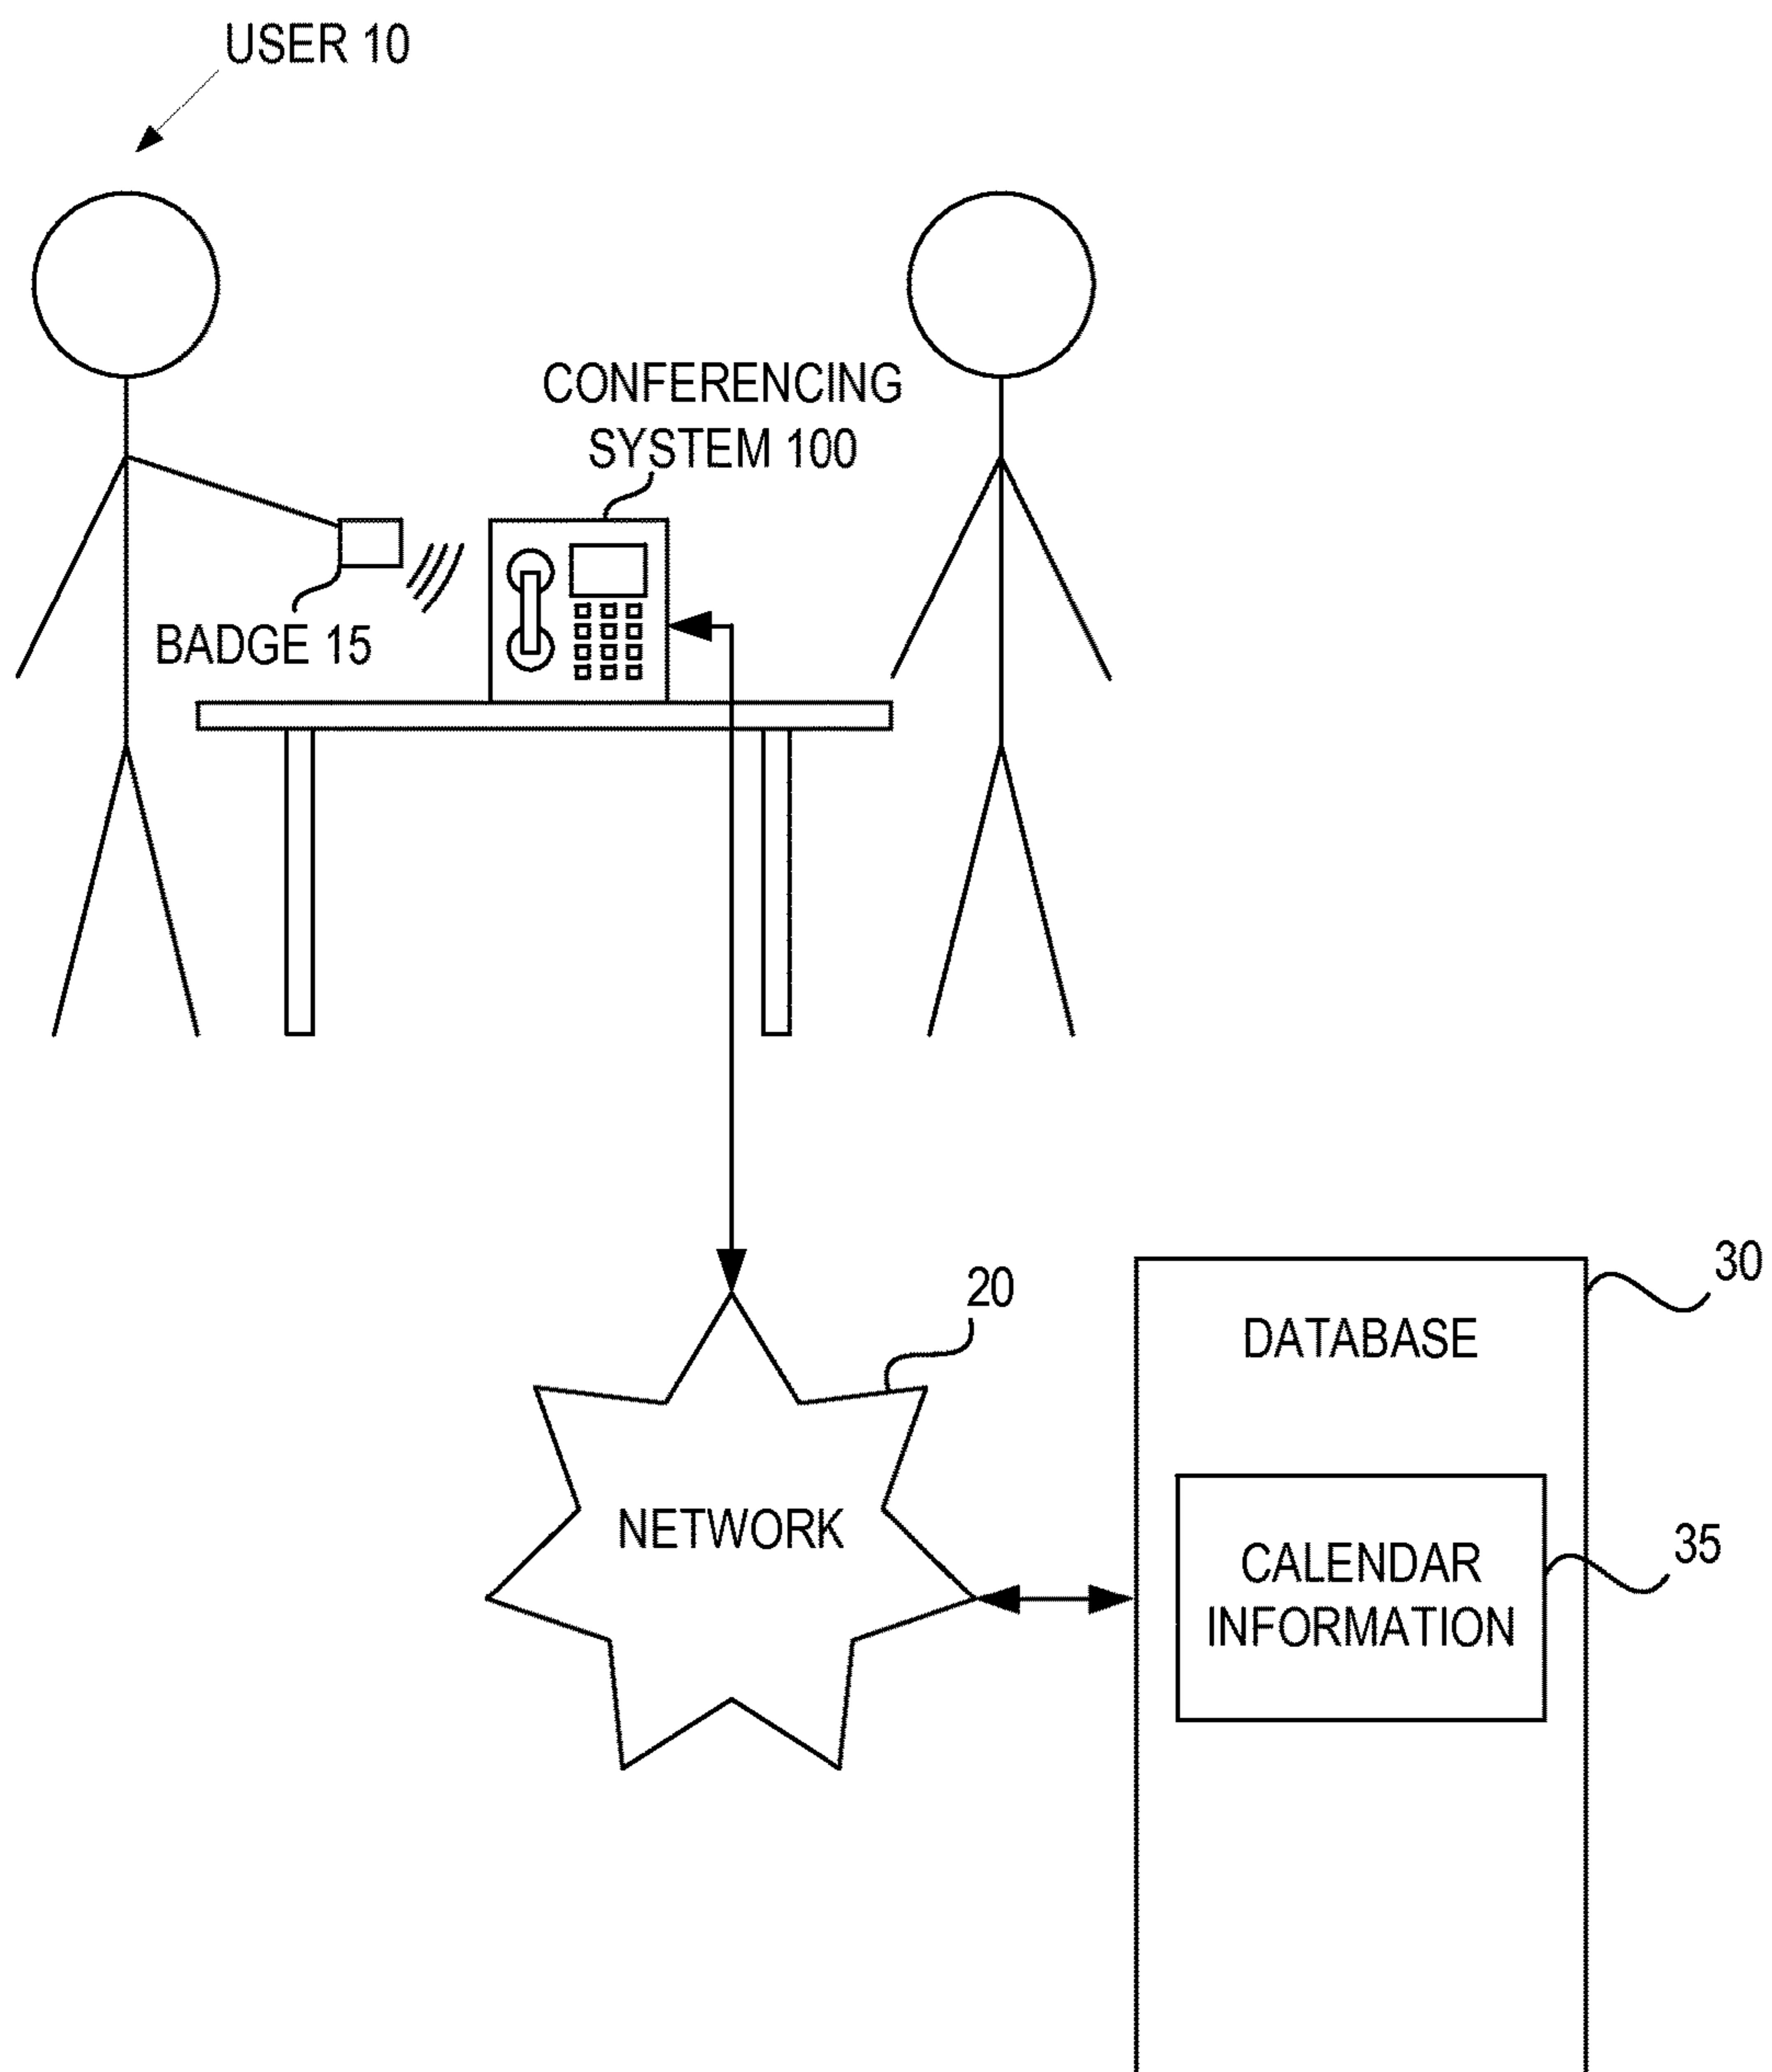 USER 10
CONFERENCING
SYSTEM 100
BADGE 15
20
30
DATABASE
NETWORK
CALENDAR
INFORMATION
35